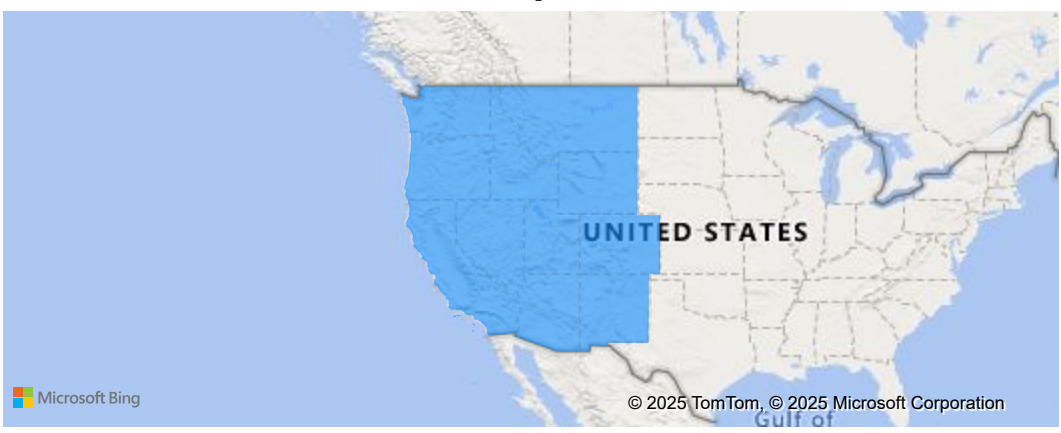 UNITED STATES
Microsoft Bing
© 2025 TomTom, © 2025 Microsoft Corporation
Gulf of